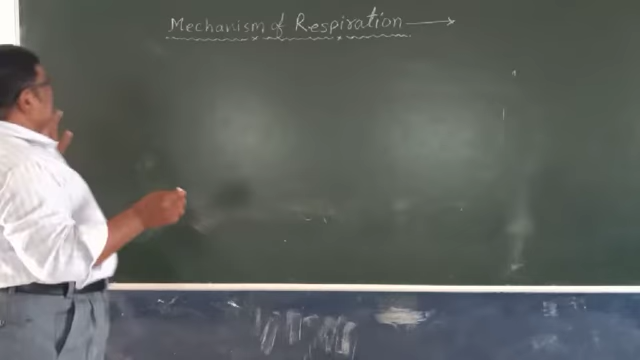 Mechanism of Respiration →